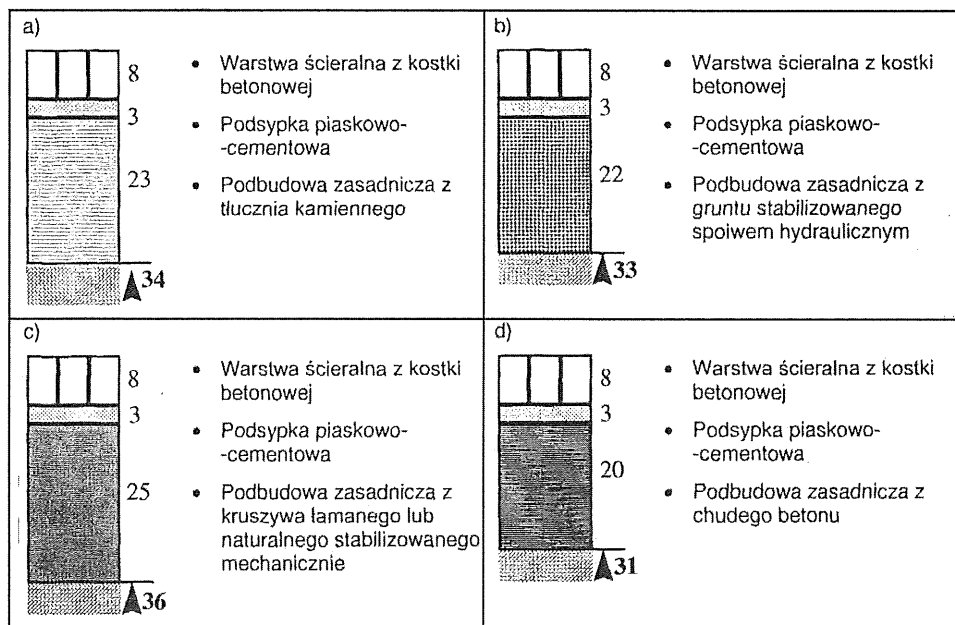 a)
8
3
23
34
• Warstwa ścieralna z kostki
betonowej
• Podsypka piaskowo-
-cementowa
• Podbudowa zasadnicza z
tłucznia kamiennego
b)
8
3
22
33
• Warstwa ścieralna z kostki
betonowej
• Podsypka piaskowo-
-cementowa
• Podbudowa zasadnicza z
gruntu stabilizowanego
spoiwem hydraulicznym
c)
8
3
25
36
• Warstwa ścieralna z kostki
betonowej
• Podsypka piaskowo-
-cementowa
• Podbudowa zasadniczą z
kruszywa łamanego lub
naturalnego stabilizowanego
mechanicznie
d)
8
3
20
31
• Warstwa ścieralna z kostki
betonowej
• Podsypka piaskowo-
-cementowa
• Podbudowa zasadnicza z
chudego betonu